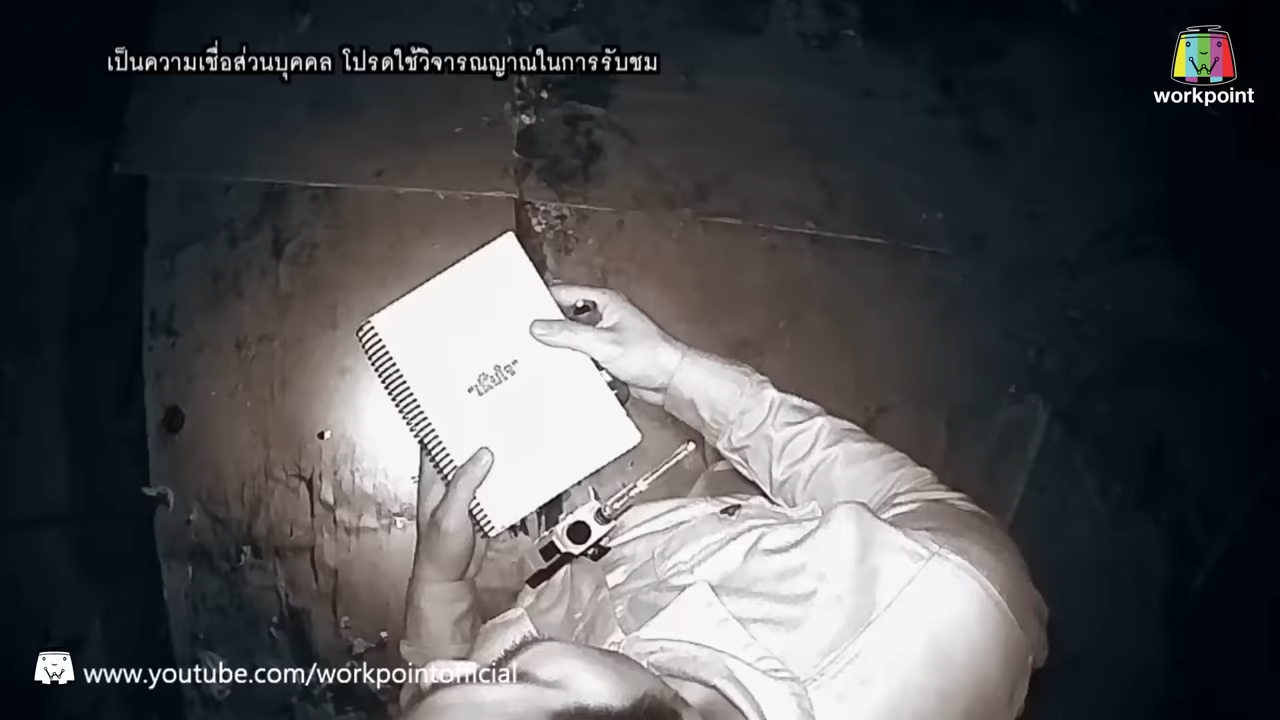 เป็นความเชื่อส่วนบุคคล โปรดใช้วิจารณญาณในการรับชม
workpoint
www.youtube.com/workpointofficial